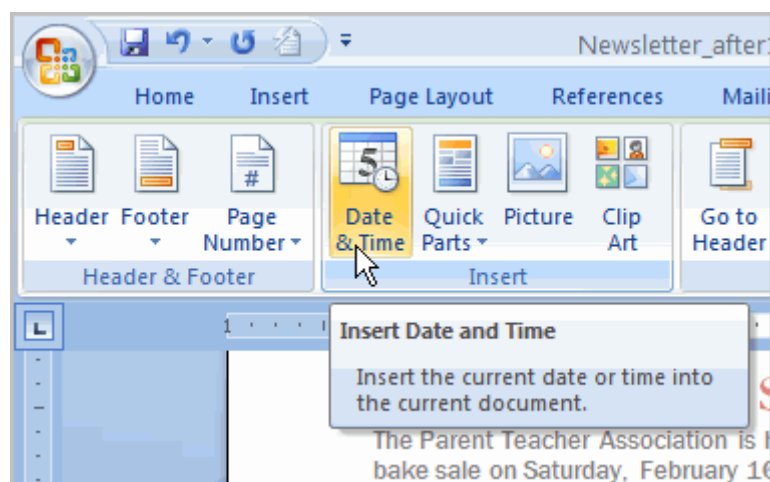 Newsletter_after
Home Insert Page Layout References
Header Footer Page Number Date & Time Quick Parts Picture Clip Art Go to Header
Header & Footer Insert
L 1
Insert Date and Time
Insert the current date or time into
the current document.
The Parent Teacher Association is
bake sale on Saturday, February 16